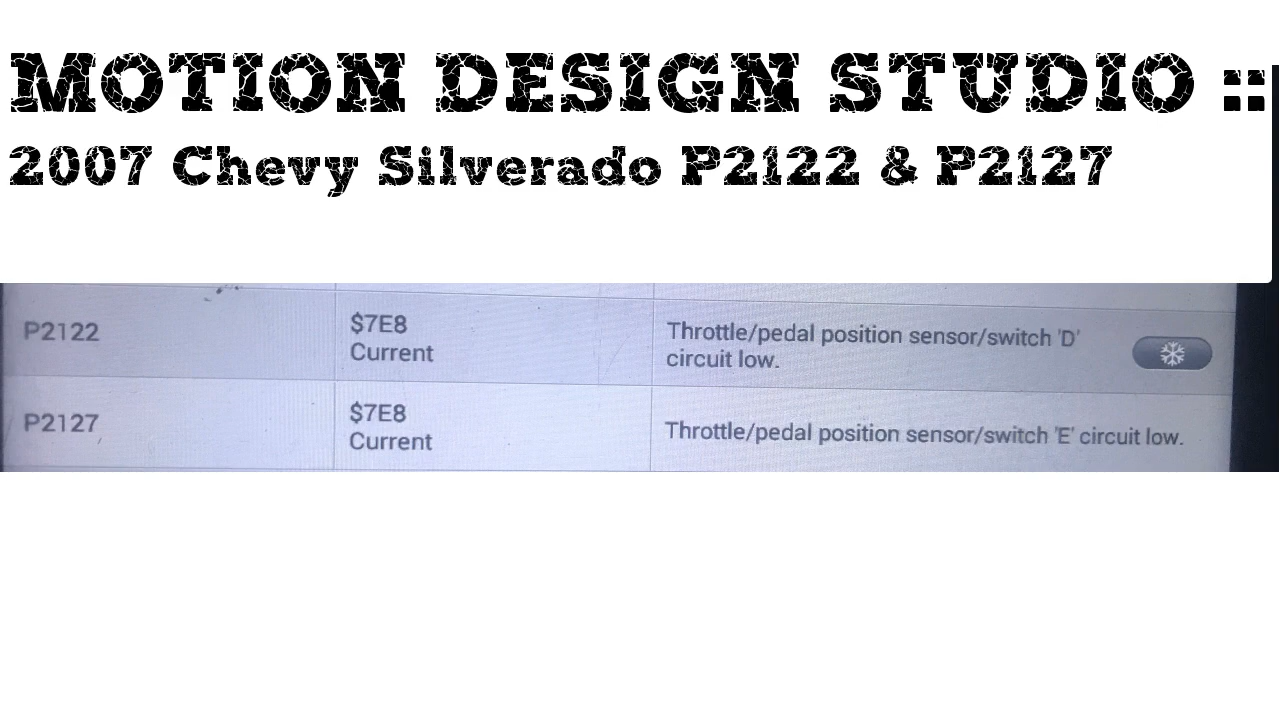 MOTION DESIGN STUDIO ::
2007 Chevy Silverado P2122 & P2127
P2122
$7E8
Current
Throttle/pedal position sensor/switch 'D'
circuit low.
P2127
$7E8
Current
Throttle/pedal position sensor/switch 'E' circuit low.